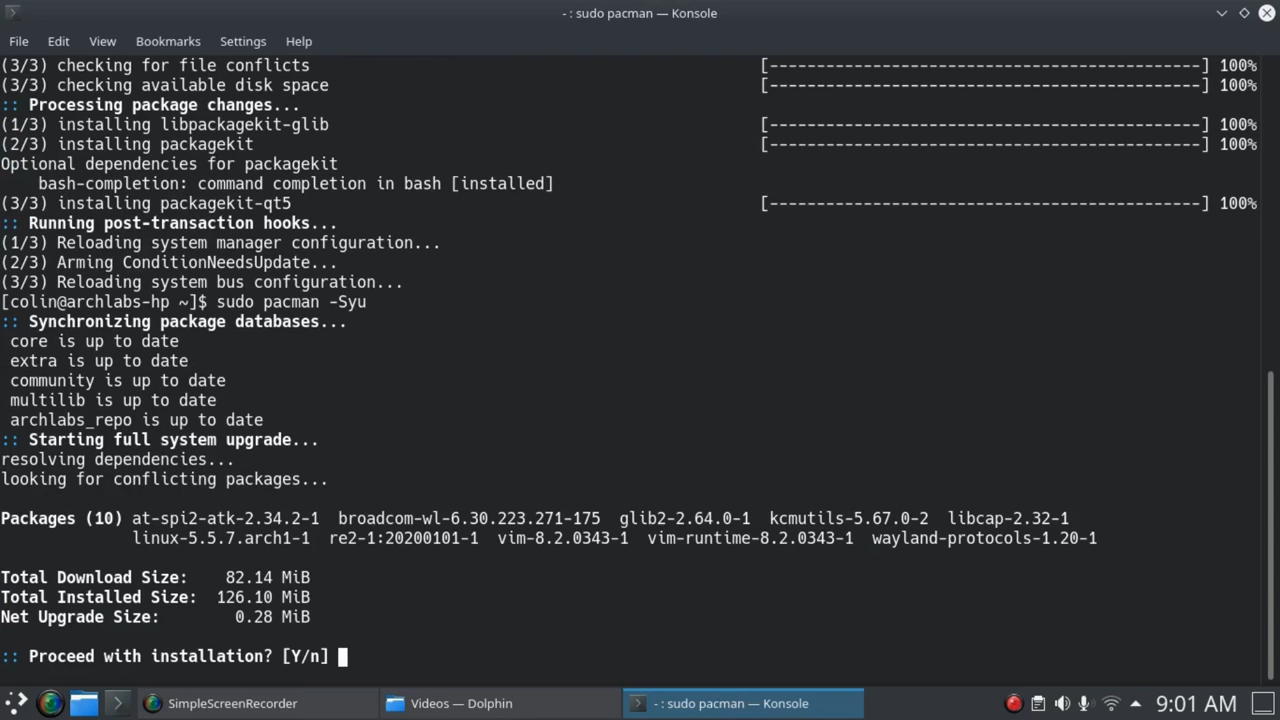 - : sudo pacman — Konsole
File Edit View Bookmarks Settings Help
(3/3) checking for file conflicts [----------------------------------------------] 100%
(3/3) checking available disk space [----------------------------------------------] 100%
:: Processing package changes...
(1/3) installing libpackagekit-glib [----------------------------------------------] 100%
(2/3) installing packagekit [----------------------------------------------] 100%
Optional dependencies for packagekit
    bash-completion: command completion in bash [installed]
(3/3) installing packagekit-qt5 [----------------------------------------------] 100%
:: Running post-transaction hooks...
(1/3) Reloading system manager configuration...
(2/3) Arming ConditionNeedsUpdate...
(3/3) Reloading system bus configuration...
[colin@archlabs-hp ~]$ sudo pacman -Syu
:: Synchronizing package databases...
 core is up to date
 extra is up to date
 community is up to date
 multilib is up to date
 archlabs_repo is up to date
:: Starting full system upgrade...
resolving dependencies...
looking for conflicting packages...
Packages (10) at-spi2-atk-2.34.2-1  broadcom-wl-6.30.223.271-175  glib2-2.64.0-1  kcmutils-5.67.0-2  libcap-2.32-1
linux-5.5.7.arch1-1  re2-1:20200101-1  vim-8.2.0343-1  vim-runtime-8.2.0343-1  wayland-protocols-1.20-1
Total Download Size:    82.14 MiB
Total Installed Size:  126.10 MiB
Net Upgrade Size:        0.28 MiB
:: Proceed with installation? [Y/n]
SimpleScreenRecorder
Videos — Dolphin
- : sudo pacman — Konsole
9:01 AM